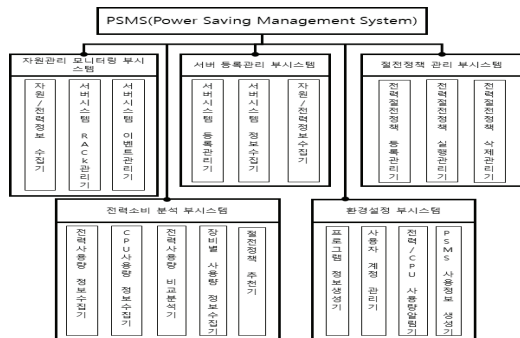 PSMS(Power Saving Management System)
자원관리 모니터링 부시
스템
자원/전력정보 수집기
서버시스템 RACk관리기
서버시스템 이벤트관리기
서버 등록관리 부시스템
서버시스템 등록관리기
서버시스템 정보수집기
자원/전력정보수집기
절전정책 관리 부시스템
전력절전정책 등록관리기
전력절전정책 실행관리기
전력절전정책 삭제관리기
전력소비 분석 부시스템
전력사용량 정보수집기
CPU사용량 정보수집기
전력사용량 비교분석기
장비별 사용량 정보수집기
절전정책 추천기
환경설정 부시스템
프로그램 정보생성기
사용자 계정 관리기
전력/CPU 사용량알림기
PSMS 사용정보 생성기